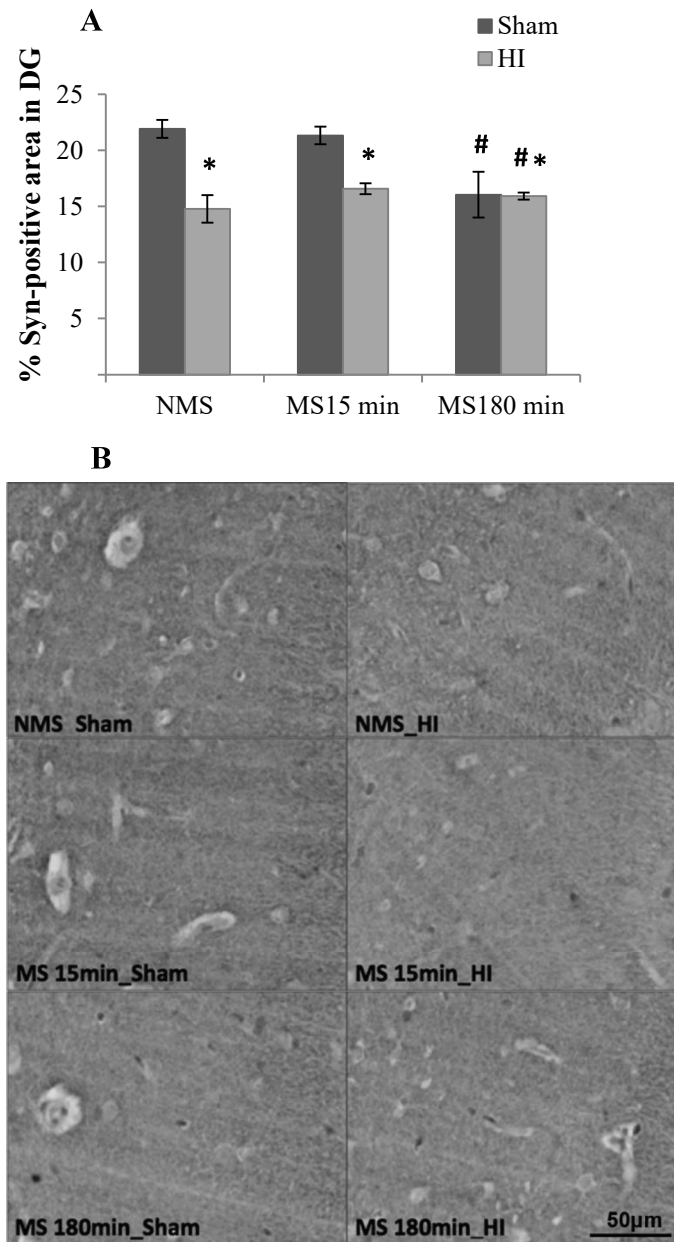 A
Sham
HI
% Syn-positive area in DG
25
20
15
10
5
*
*
#
# *
NMS
MS15 min
MS180 min
B
NMS Sham
NMS_HI
MS 15min_Sham
MS 15min_HI
MS 180min_Sham
MS 180min_HI
50µm